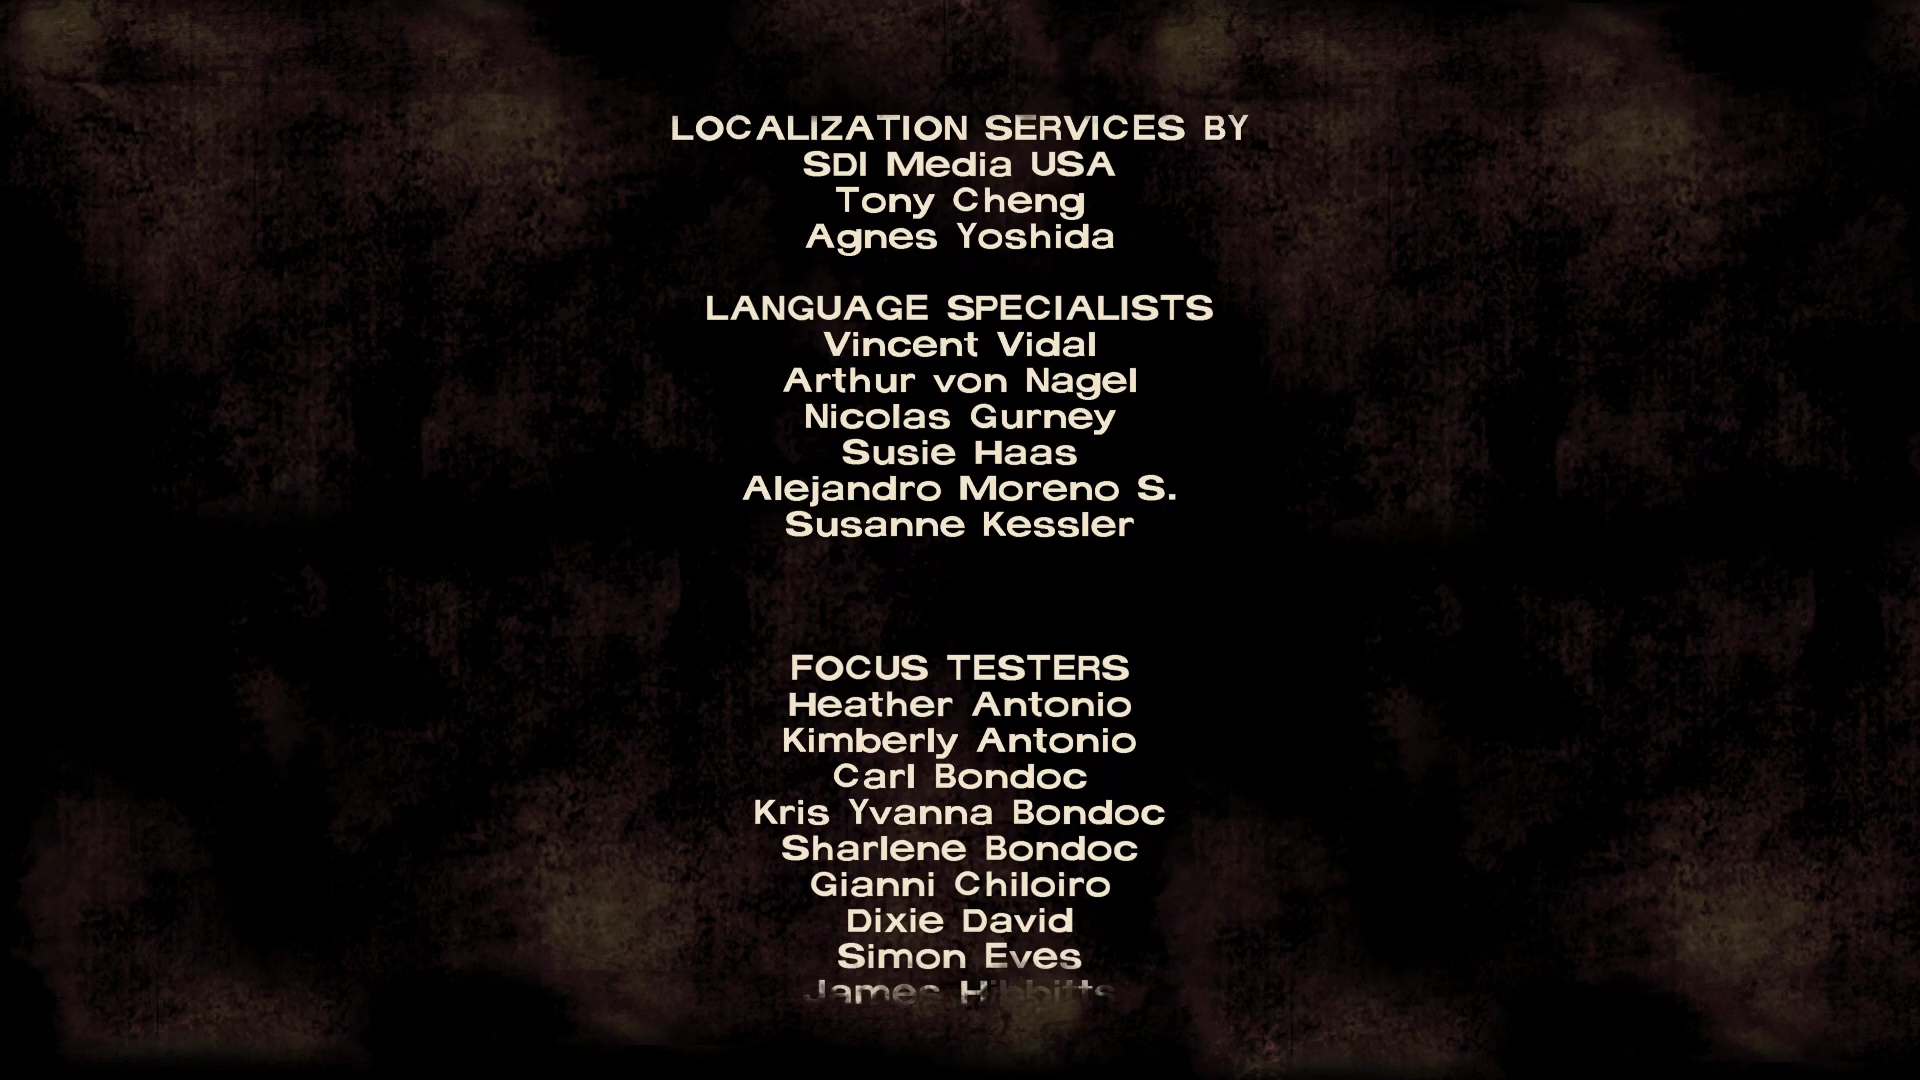 LOCALIZATION SERVICES BY
SDI Media USA
Tony Cheng
Agnes Yoshida
LANGUAGE SPECIALISTS
Vincent Vidal
Arthur von Nagel
Nicolas Gurney
Susie Haas
Alejandro Moreno S.
Susanne Kessler
FOCUS TESTERS
Heather Antonio
Kimberly Antonio
Carl Bondoc
Kris Yvanna Bondoc
Sharlene Bondoc
Gianni Chiloiro
Dixie David
Simon Eves
James Hibbitts